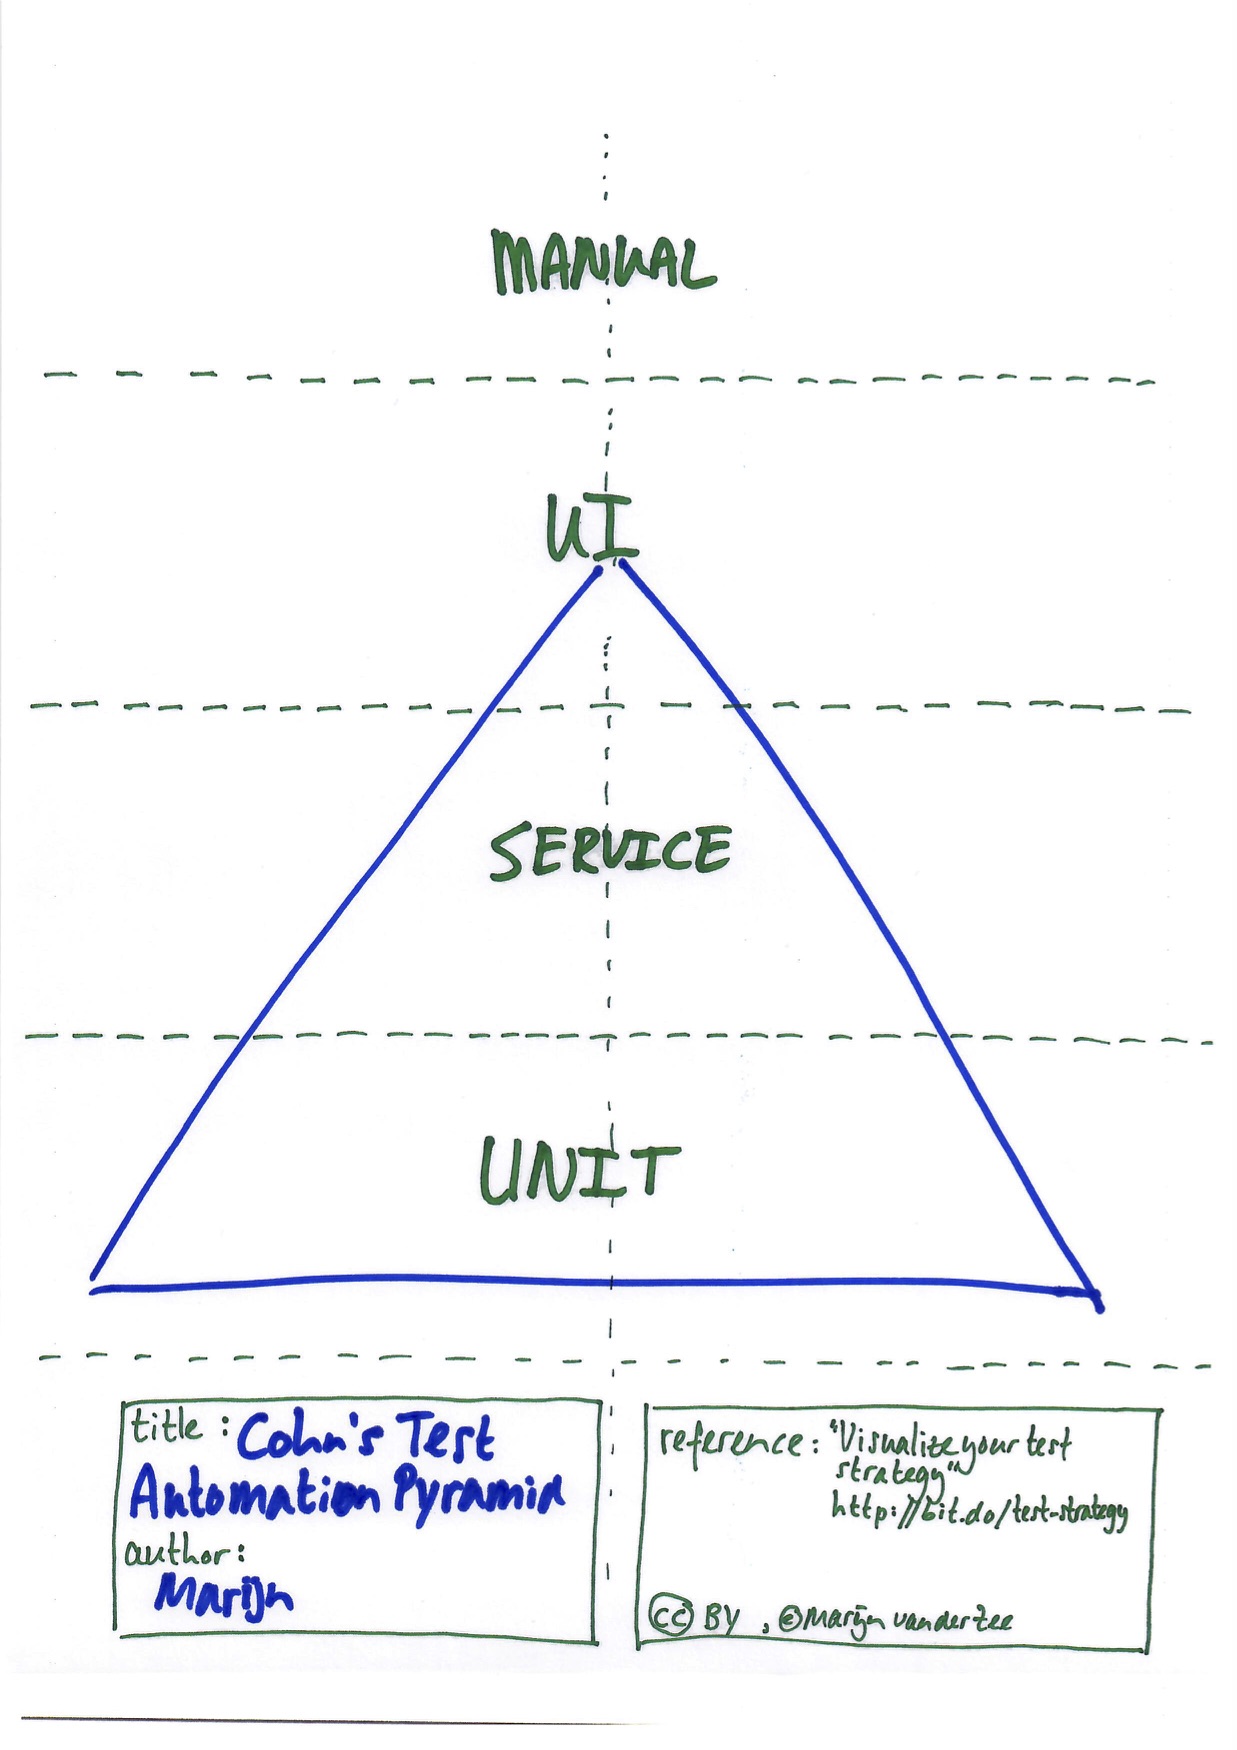 MANUAL
UI
SERVICE
UNIT
title : Cohn's Test
Automation Pyramid
author:
Marijn
reference: "Visualize your test
strategy"
http://bit.do/test-strategy
cc BY , ©Marijn van der Zee